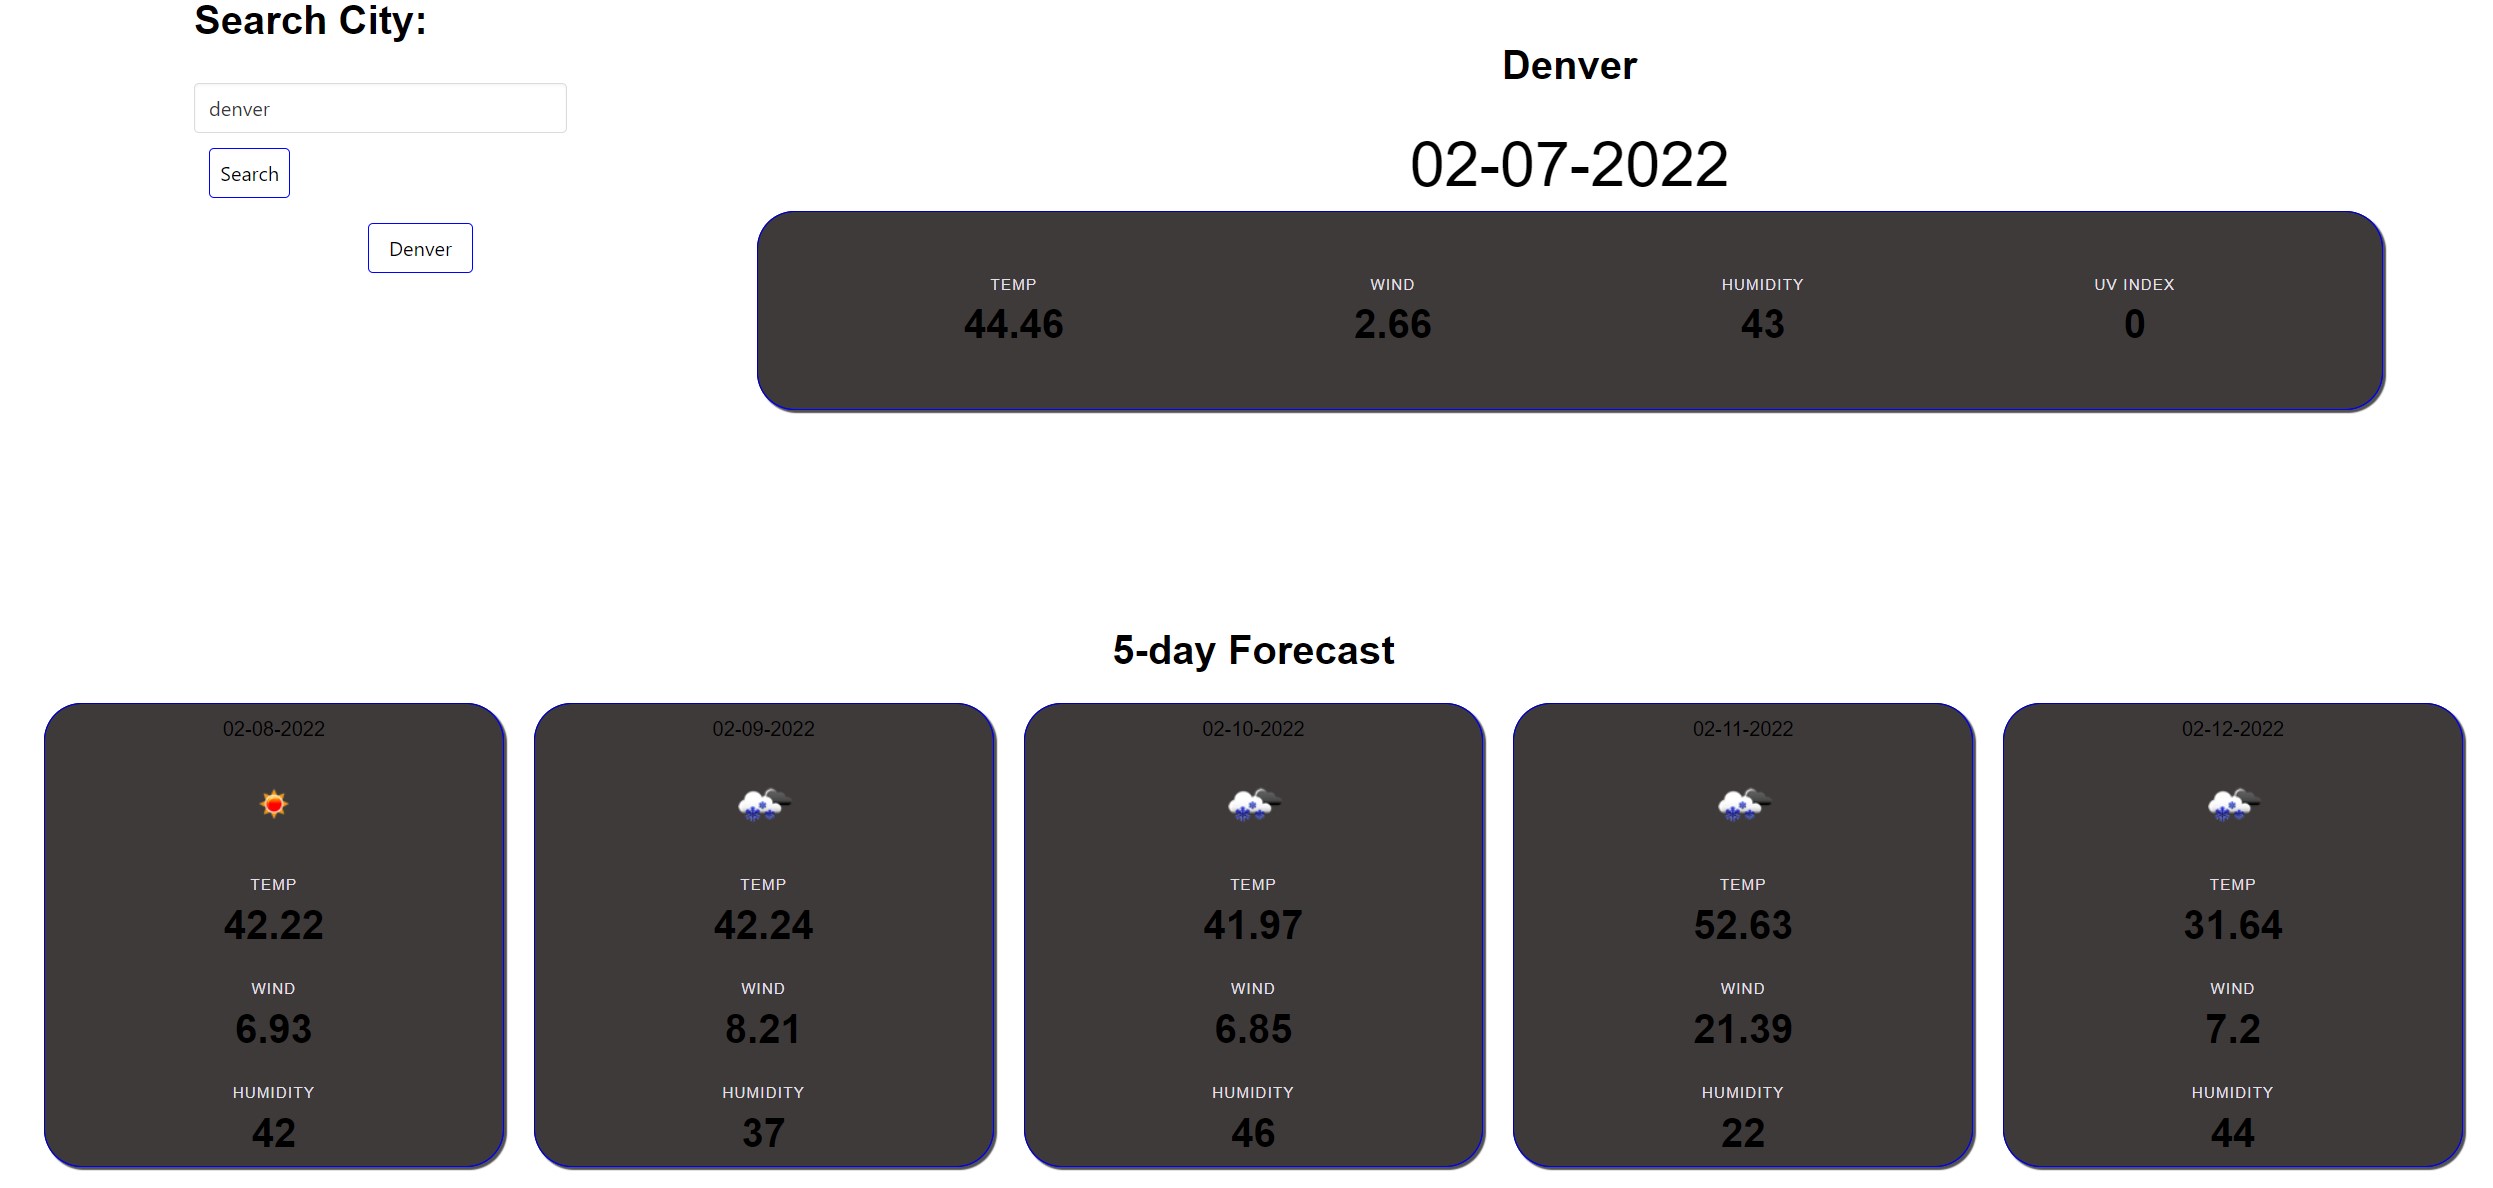 Search City:
denver
Search
Denver
Denver
02-07-2022
TEMP WIND HUMIDITY UV INDEX
44.46 2.66 43 0
5-day Forecast
02-08-2022 02-09-2022 02-10-2022 02-11-2022 02-12-2022
TEMP TEMP TEMP TEMP TEMP
42.22 42.24 41.97 52.63 31.64
WIND WIND WIND WIND WIND
6.93 8.21 6.85 21.39 7.2
HUMIDITY HUMIDITY HUMIDITY HUMIDITY HUMIDITY
42 37 46 22 44